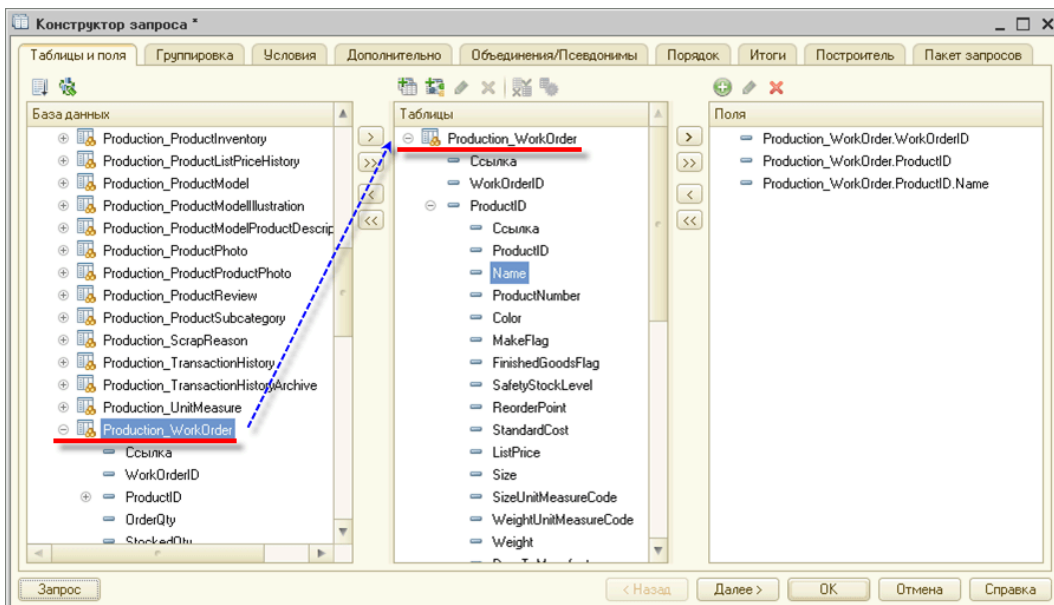 Конструктор запроса *
Таблицы и поля
Группировка
Условия
Дополнительно
Объединения/Псевдонимы
Порядок
Итоги
Построитель
Пакет запросов
База данных
Production_ProductInventory
Production_ProductListPriceHistory
Production_ProductModel
Production_ProductModelIllustration
Production_ProductModelProductDescrip
Production_ProductPhoto
Production_ProductProductPhoto
Production_ProductReview
Production_ProductSubcategory
Production_ScrapReason
Production_TransactionHistory
Production_TransactionHistoryArchive
Production_UnitMeasure
Production_WorkOrder
Ссылка
WorkOrderID
ProductID
OrderQty
StockedQty
>
>>
<
<<
Таблицы
Production_WorkOrder
Ссылка
WorkOrderID
ProductID
Ссылка
ProductID
Name
ProductNumber
Color
MakeFlag
FinishedGoodsFlag
SafetyStockLevel
ReorderPoint
StandardCost
ListPrice
Size
SizeUnitMeasureCode
WeightUnitMeasureCode
Weight
>
>>
<
<<
Поля
Production_WorkOrder.WorkOrderID
Production_WorkOrder.ProductID
Production_WorkOrder.ProductID.Name
Запрос
< Назад
Далее >
OK
Отмена
Справка